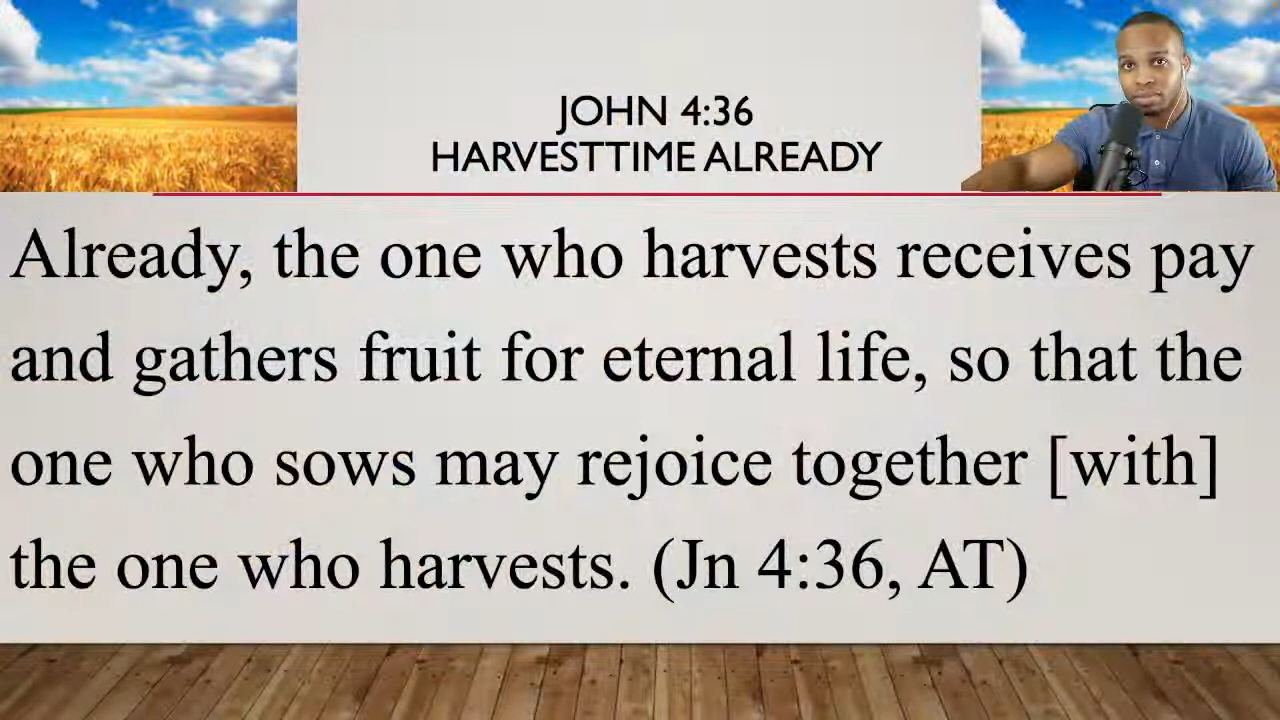 JOHN 4:36
HARVESTTIME ALREADY
Already, the one who harvests receives pay
and gathers fruit for eternal life, so that the
one who sows may rejoice together [with]
the one who harvests. (Jn 4:36, AT)